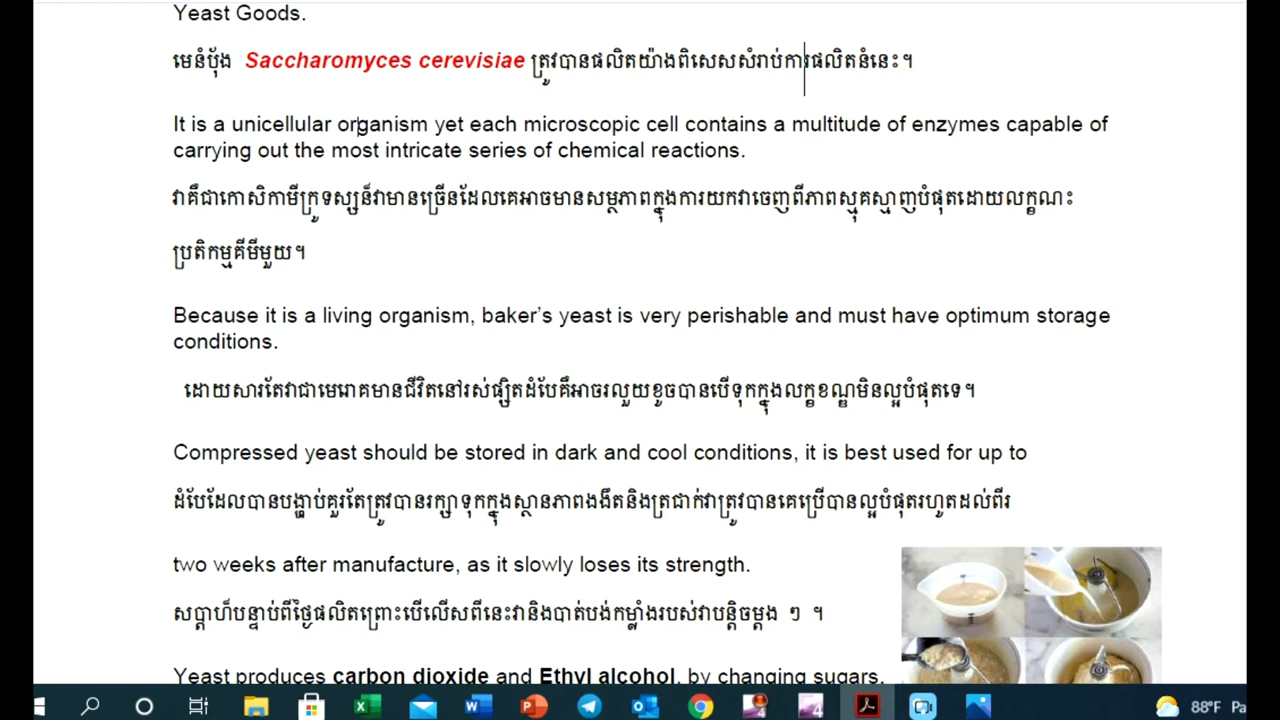 Yeast Goods.
មេនំប៉័ង Saccharomyces cerevisiae ត្រូវបានផលិតយ៉ាងពិសេសសំរាប់ការផលិតនំនេះ។
It is a unicellular organism yet each microscopic cell contains a multitude of enzymes capable of
carrying out the most intricate series of chemical reactions.
វាគឺជាកោសិកាមីក្រូទស្សន៍វាមានច្រើនដែលគេអាចមានសម្ថភាពក្នុងការយកវាចេញពីភាពស្មុគស្មាញបំផុតដោយលក្ខណះ
ប្រតិកម្មគីមីមួយ។
Because it is a living organism, baker’s yeast is very perishable and must have optimum storage
conditions.
ដោយសារតែវាជាមេរោគមានជីវិតនៅរស់ផ្សិតដំបែគឺអាចរលួយខូចបានបើទុកក្នុងលក្ខខណ្ឌមិនល្អបំផុតទេ។
Compressed yeast should be stored in dark and cool conditions, it is best used for up to
ដំបែដែលបានបង្ហាប់គួរតែត្រូវបានរក្សាទុកក្នុងស្ថានភាពងងឹតនិងត្រជាក់វាត្រូវបានគេប្រើបានល្អបំផុតរហូតដល់ពីរ
two weeks after manufacture, as it slowly loses its strength.
សប្តាហ៍បន្ទាប់ពីថ្ងៃផលិតព្រោះបើលើសពីនេះវានិងបាត់បង់កម្លាំងរបស់វាបន្តិចម្តង ៗ ។
Yeast produces carbon dioxide and Ethyl alcohol, by changing sugars,
88°F Pa